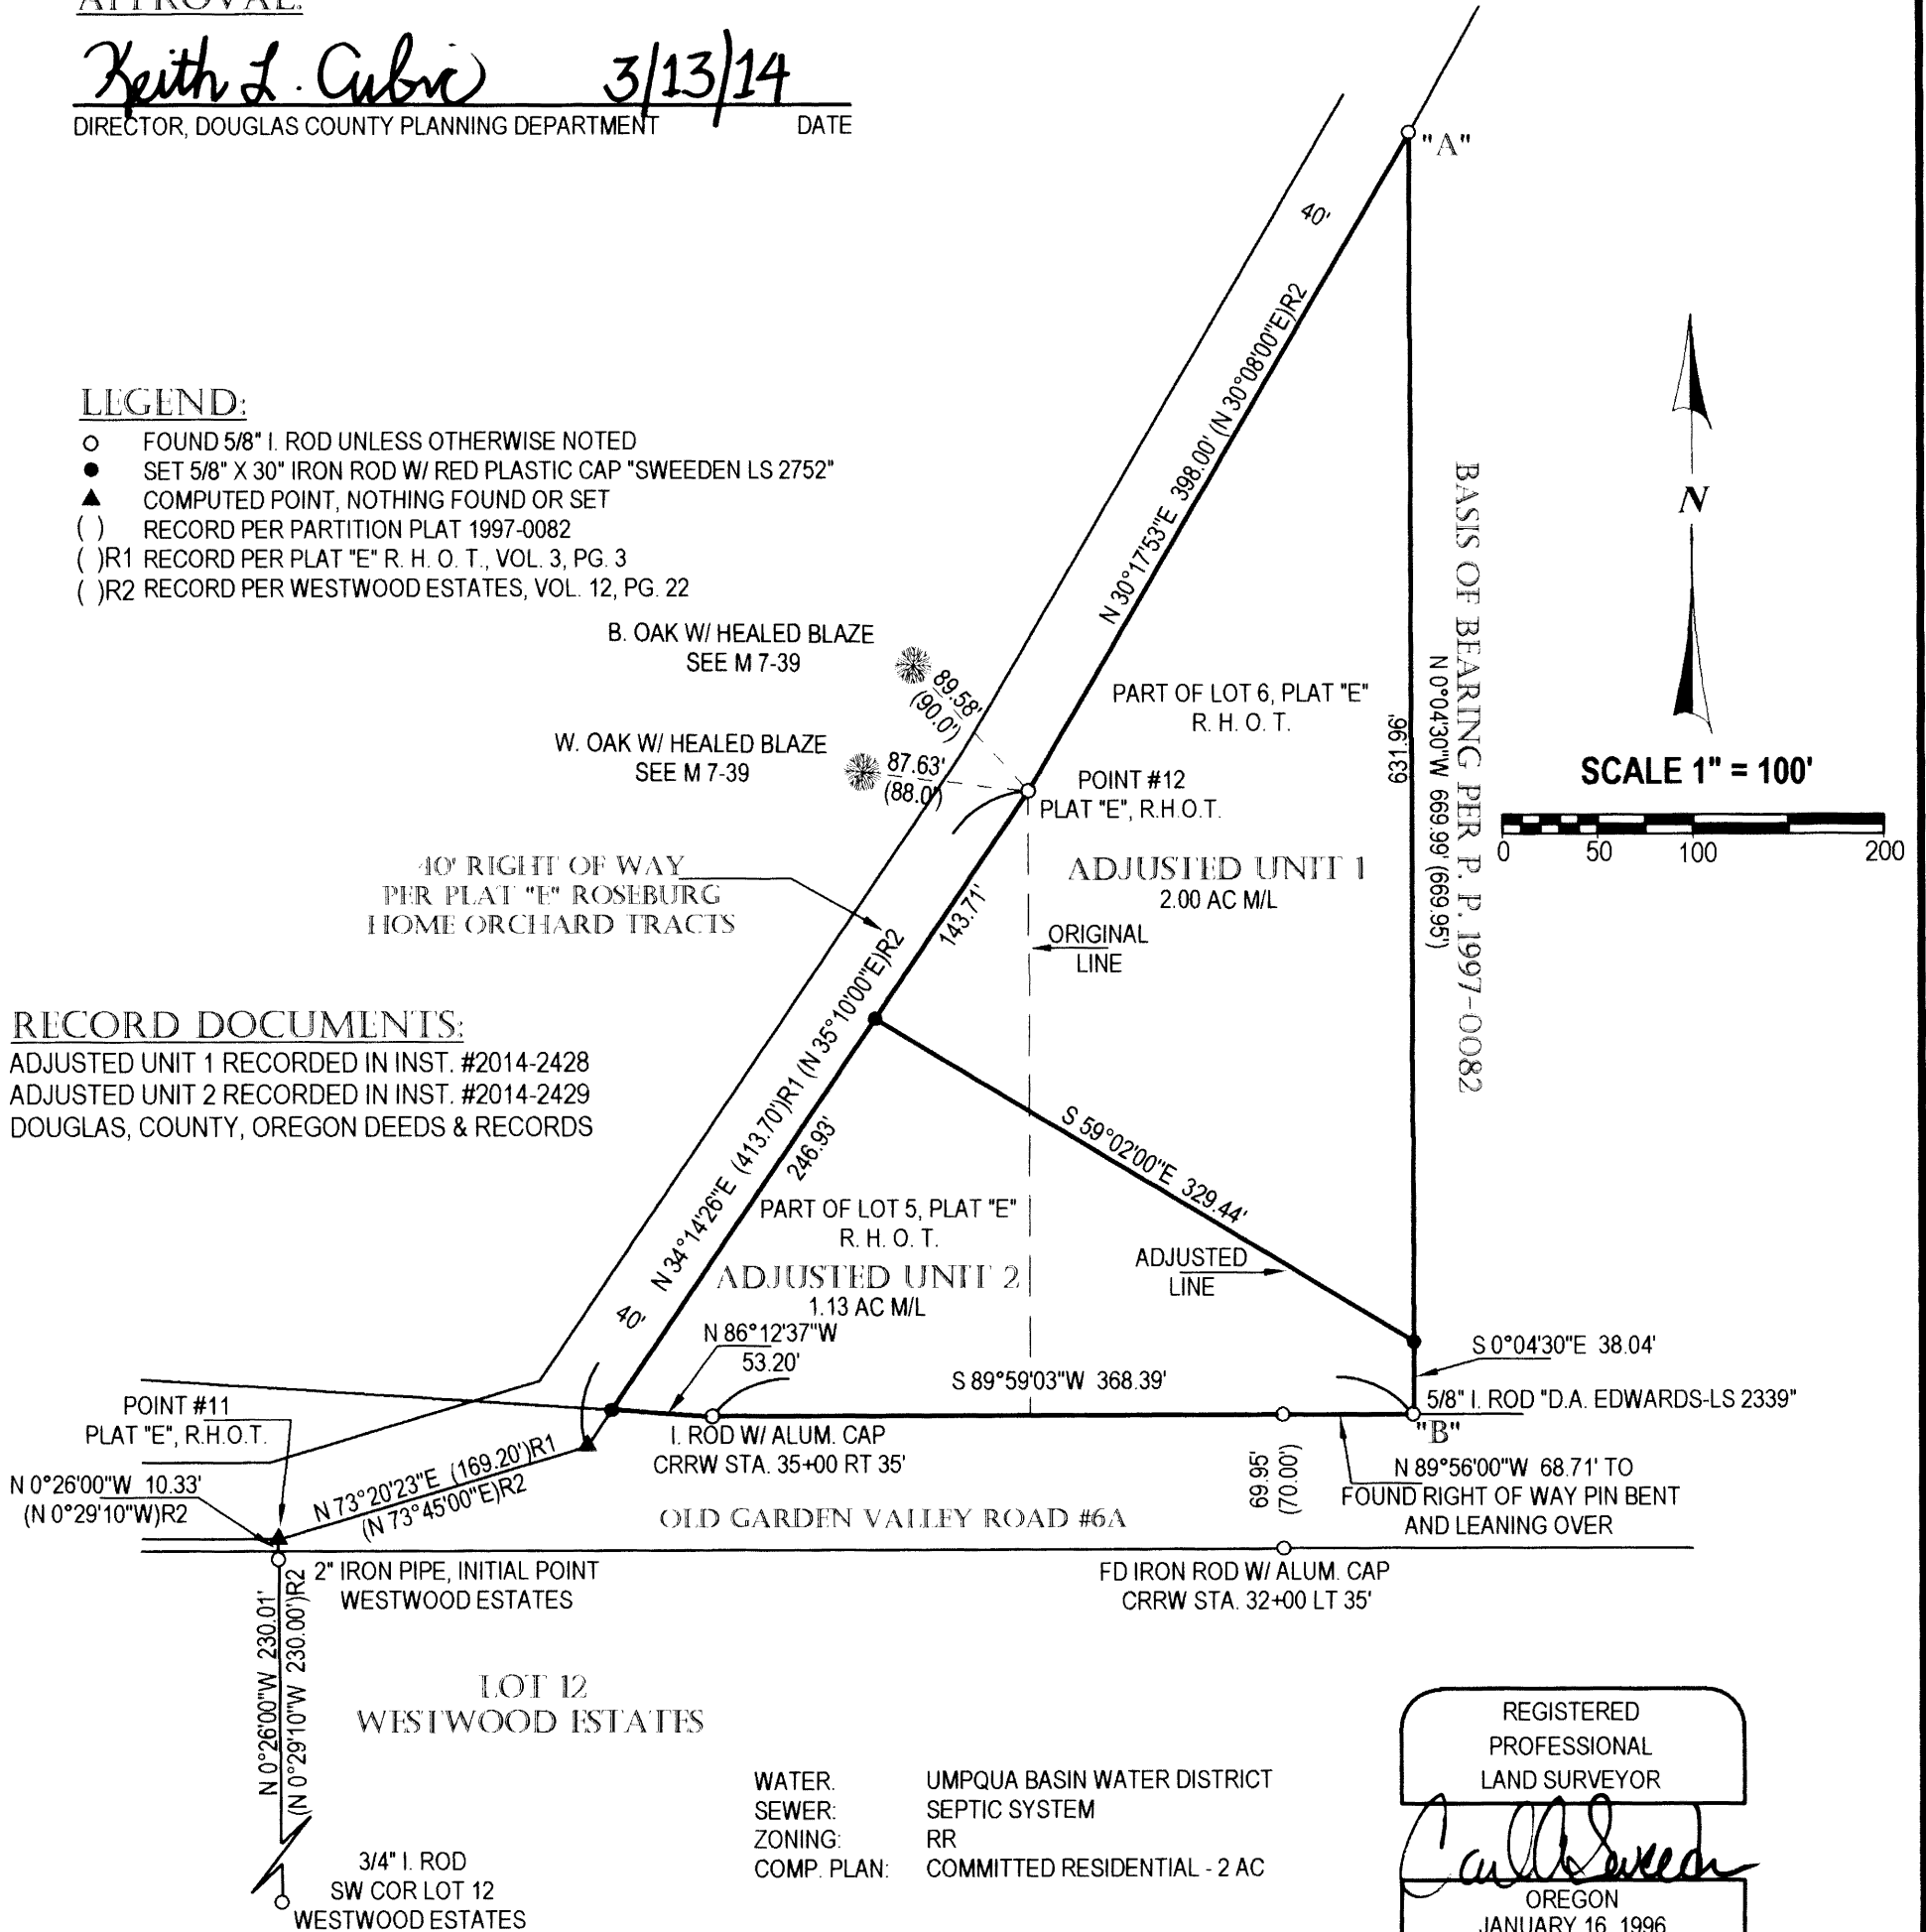 APPROVAL:
Keith L. Cubic 3/13/14
DIRECTOR, DOUGLAS COUNTY PLANNING DEPARTMENT DATE
"A"
40'
N 30°17'53"E 398.00' (N 30°08'00"E)R2
LEGEND:
FOUND 5/8" I. ROD UNLESS OTHERWISE NOTED
SET 5/8" X 30" IRON ROD W/ RED PLASTIC CAP "SWEEDEN LS 2752"
COMPUTED POINT, NOTHING FOUND OR SET
( ) RECORD PER PARTITION PLAT 1997-0082
( )R1 RECORD PER PLAT "E" R. H. O. T., VOL. 3, PG. 3
( )R2 RECORD PER WESTWOOD ESTATES, VOL. 12, PG. 22
B. OAK W/ HEALED BLAZE
SEE M 7-39
89.58'
(90.0')
W. OAK W/ HEALED BLAZE
SEE M 7-39
87.63'
(88.0')
PART OF LOT 6, PLAT "E"
R. H. O. T.
POINT #12
PLAT "E", R.H.O.T.
631.96'
N 0°04'30"W 669.99' (669.95')
BASIS OF BEARING PER P. P. 1997-0082
N
SCALE 1" = 100'
0 50 100 200
40' RIGHT OF WAY
PER PLAT "E" ROSEBURG
HOME ORCHARD TRACTS
ADJUSTED UNIT 1
2.00 AC M/L
143.71'
ORIGINAL
LINE
RECORD DOCUMENTS:
ADJUSTED UNIT 1 RECORDED IN INST. #2014-2428
ADJUSTED UNIT 2 RECORDED IN INST. #2014-2429
DOUGLAS, COUNTY, OREGON DEEDS & RECORDS
N 34°14'26"E (413.70')R1 (N 35°10'00"E)R2
246.93'
S 59°02'00"E 329.44'
PART OF LOT 5, PLAT "E"
R. H. O. T.
ADJUSTED UNIT 2
1.13 AC M/L
ADJUSTED
LINE
40'
N 86°12'37"W
53.20'
S 89°59'03"W 368.39'
S 0°04'30"E 38.04'
5/8" I. ROD "D.A. EDWARDS-LS 2339"
"B"
POINT #11
PLAT "E", R.H.O.T.
I. ROD W/ ALUM. CAP
CRRW STA. 35+00 RT 35'
N 0°26'00"W 10.33'
(N 0°29'10"W)R2
N 73°20'23"E (169.20')R1
(N 73°45'00"E)R2
69.95'
(70.00')
N 89°56'00"W 68.71' TO
FOUND RIGHT OF WAY PIN BENT
AND LEANING OVER
OLD GARDEN VALLEY ROAD #6A
2" IRON PIPE, INITIAL POINT
WESTWOOD ESTATES
FD IRON ROD W/ ALUM. CAP
CRRW STA. 32+00 LT 35'
N 0°26'00"W 230.01'
(N 0°29'10"W 230.00')R2
LOT 12
WESTWOOD ESTATES
3/4" I. ROD
SW COR LOT 12
WESTWOOD ESTATES
WATER. UMPQUA BASIN WATER DISTRICT
SEWER: SEPTIC SYSTEM
ZONING: RR
COMP. PLAN: COMMITTED RESIDENTIAL - 2 AC
REGISTERED
PROFESSIONAL
LAND SURVEYOR
Carl A Sweeden
OREGON
JANUARY 16, 1996